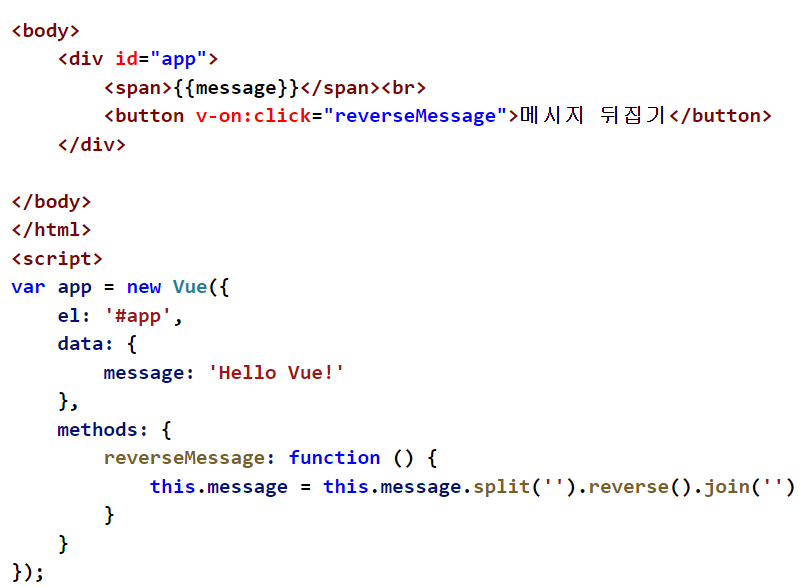 <body>
    <div id="app">
        <span>{{message}}</span><br>
        <button v-on:click="reverseMessage">메시지 뒤집기</button>
    </div>

</body>
</html>
<script>
var app = new Vue({
    el: '#app',
    data: {
        message: 'Hello Vue!'
    },
    methods: {
        reverseMessage: function () {
            this.message = this.message.split('').reverse().join('')
        }
    }
});